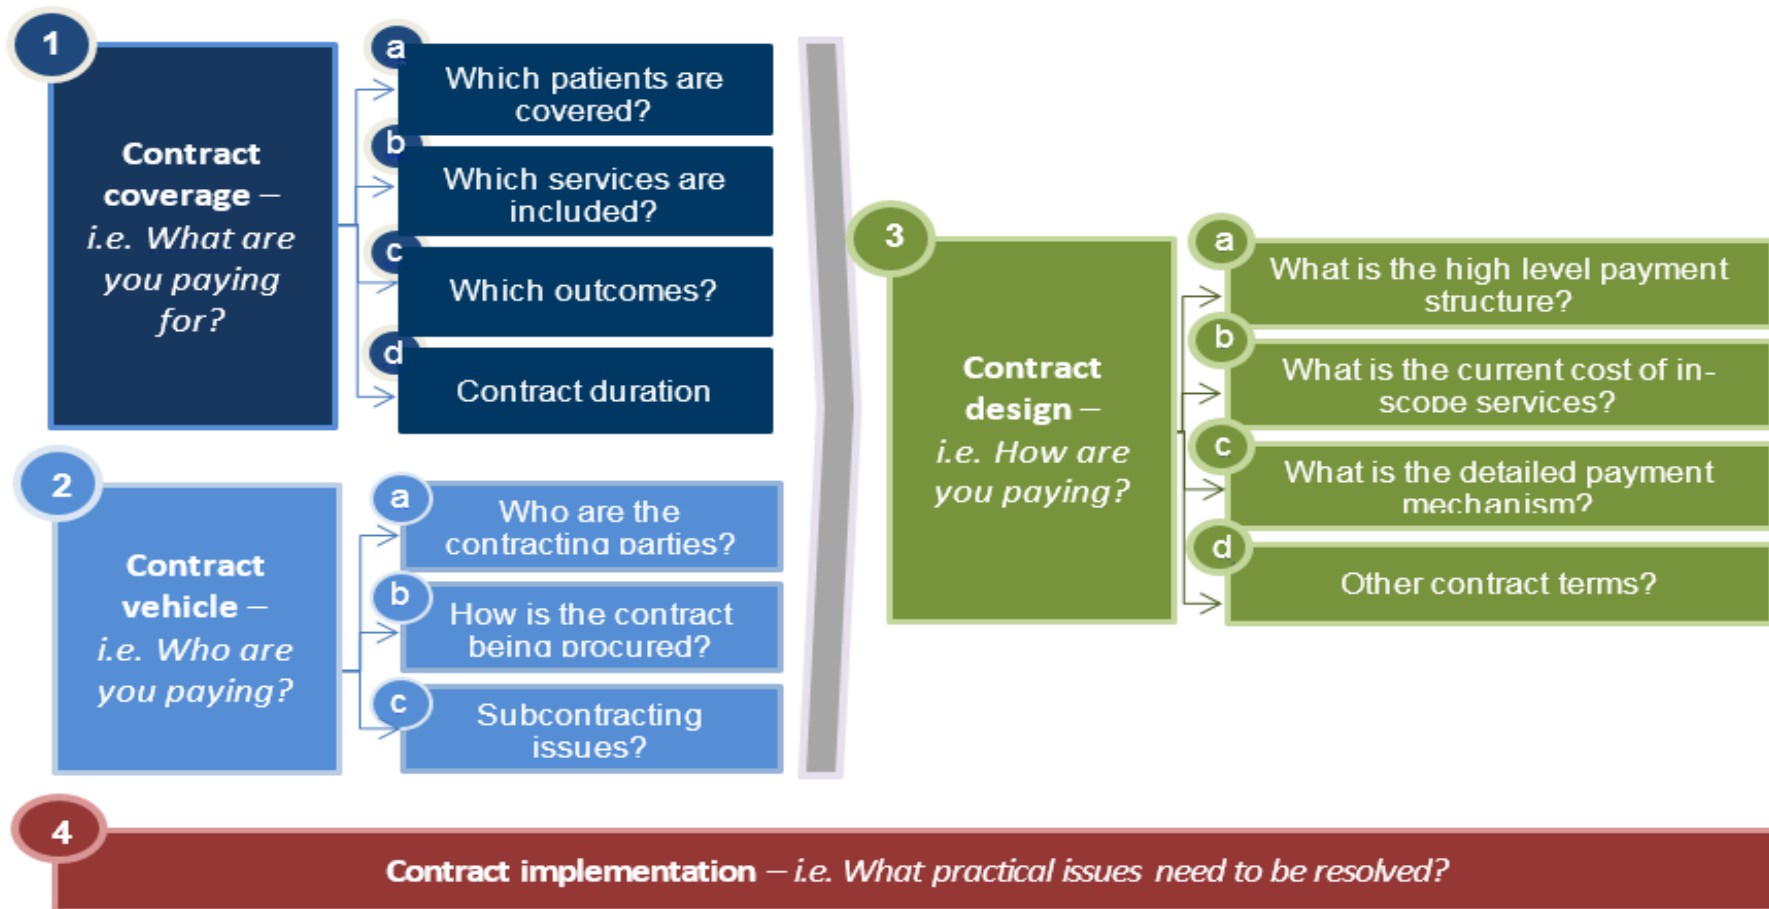 1
Contract
coverage –
i.e. What are
you paying
for?
a
Which patients are
covered?
b
Which services are
included?
c
Which outcomes?
d
Contract duration
2
Contract
vehicle –
i.e. Who are
you paying?
a
Who are the
contracting parties?
b
How is the contract
being procured?
c
Subcontracting
issues?
3
Contract
design –
i.e. How are
you paying?
a
What is the high level payment
structure?
b
What is the current cost of in-
scope services?
c
What is the detailed payment
mechanism?
d
Other contract terms?
4
Contract implementation – i.e. What practical issues need to be resolved?